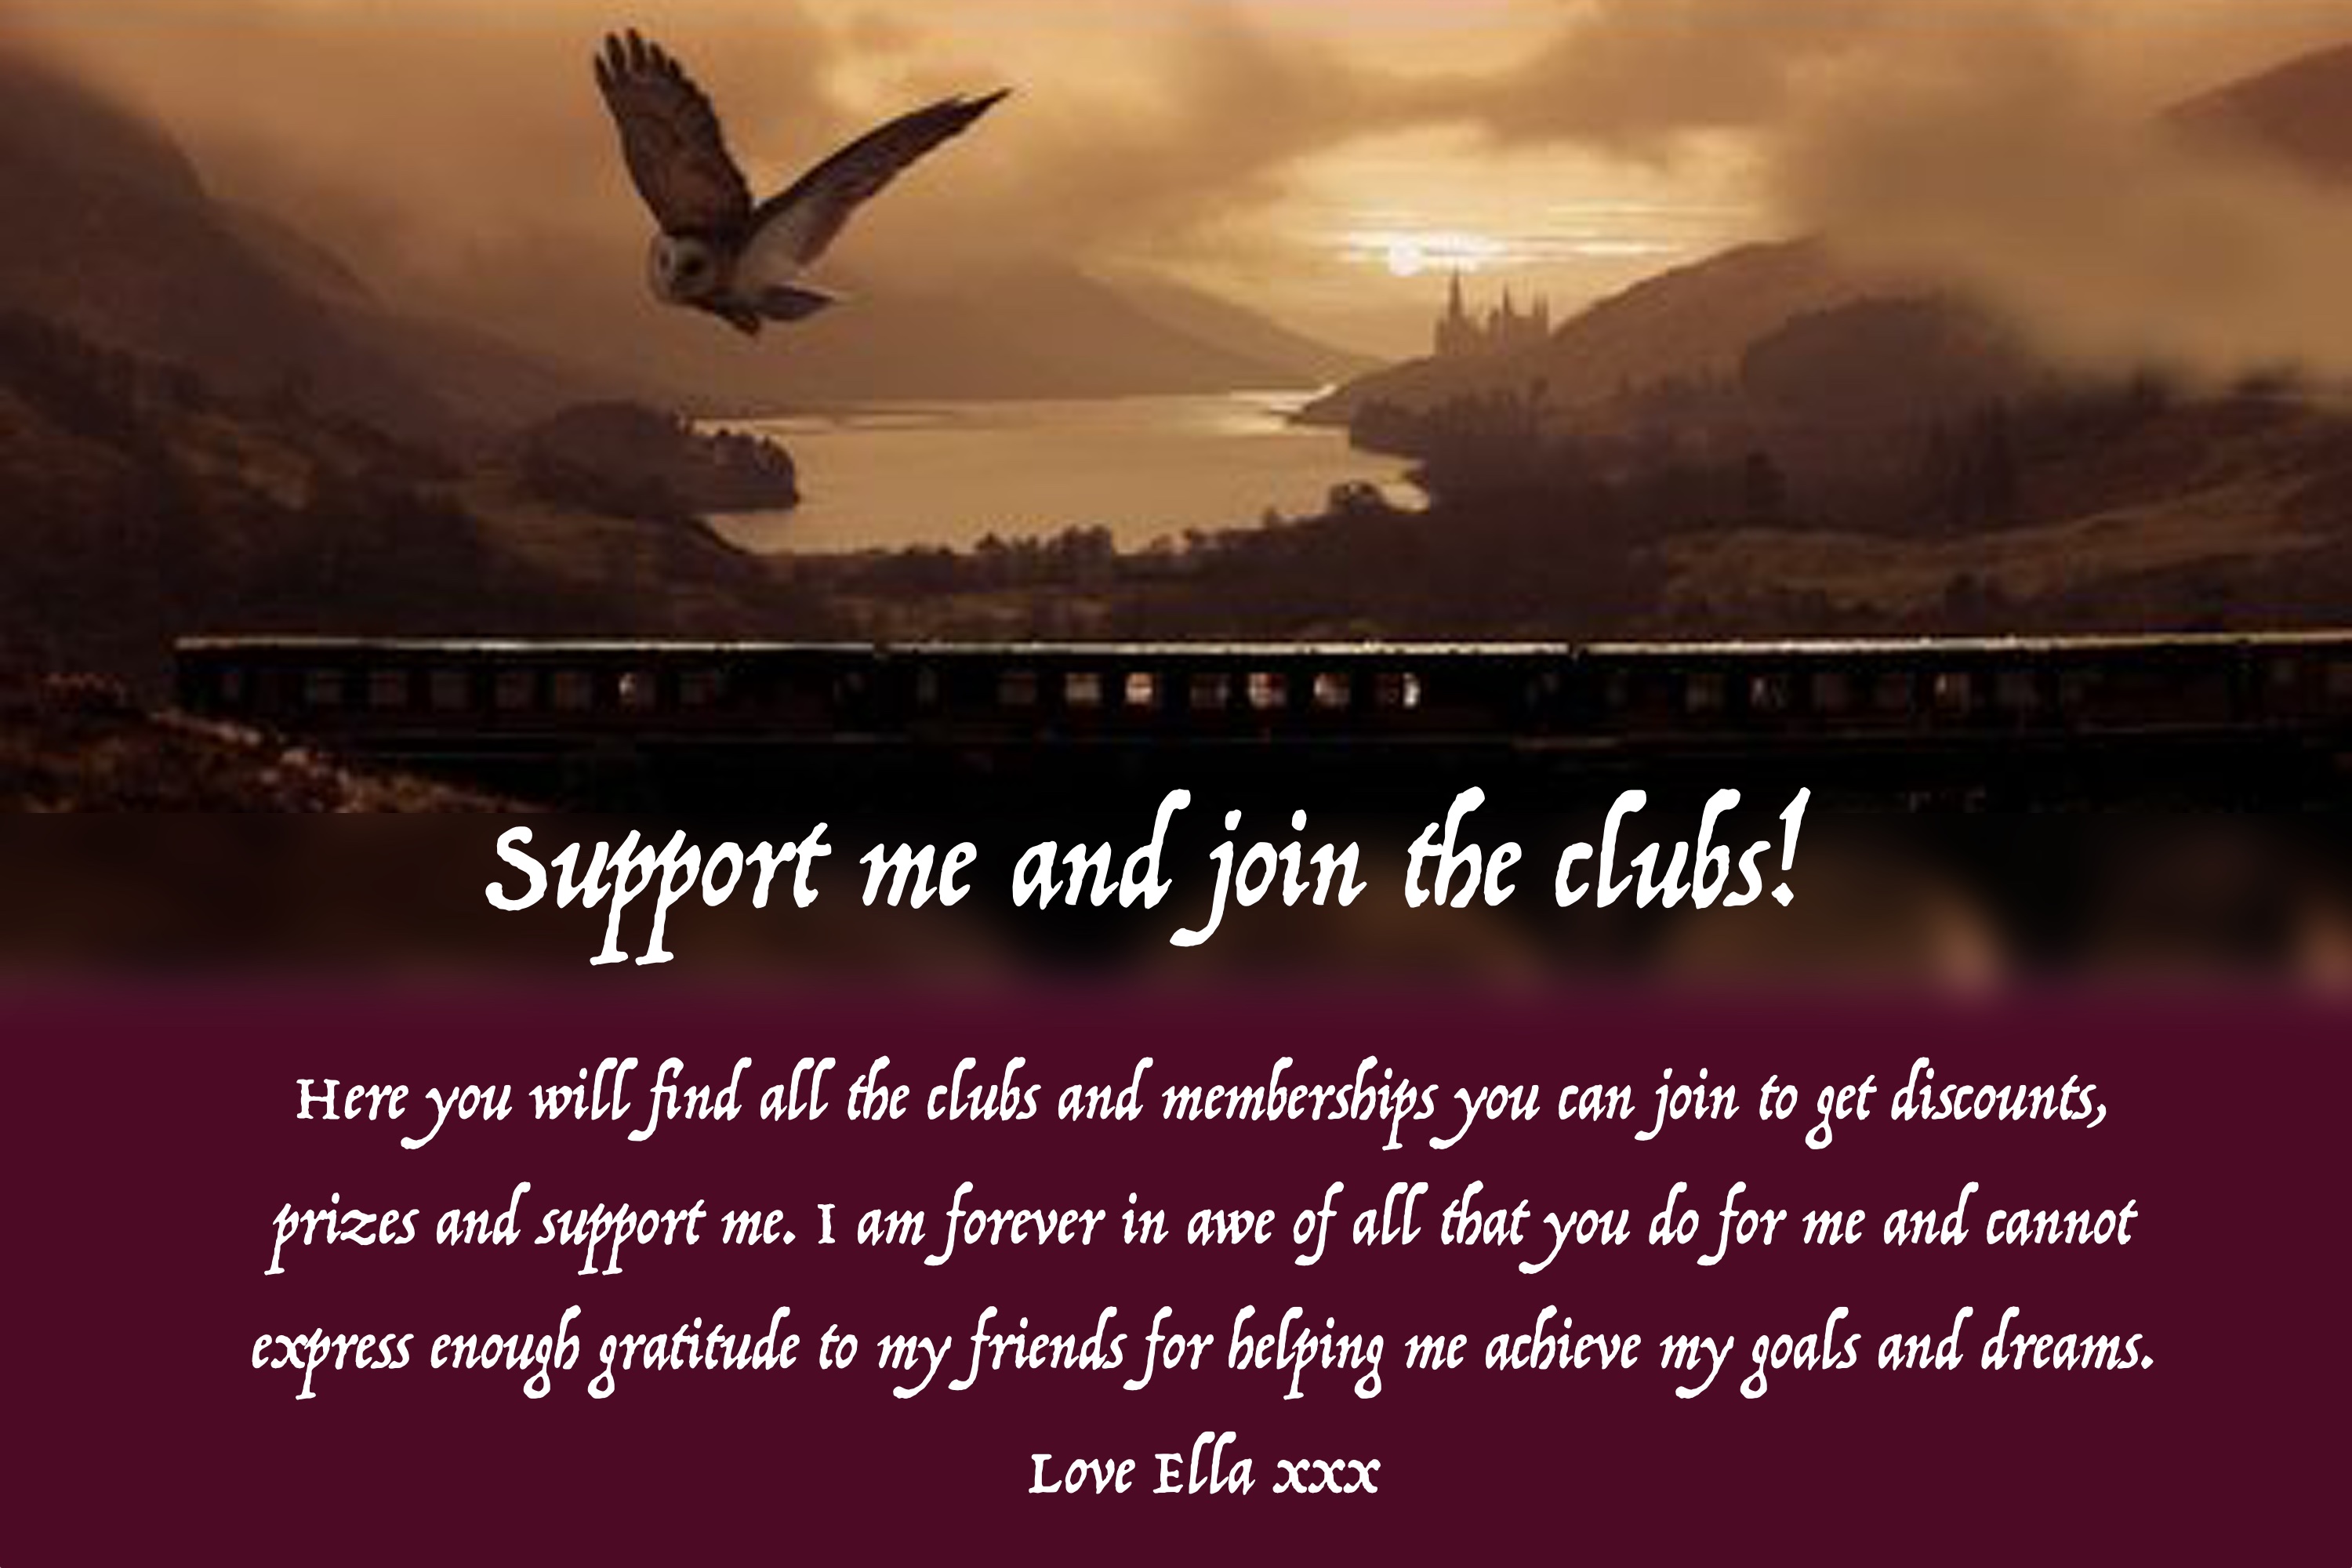 Support me and join the clubs!
Here you will find all the clubs and memberships you can join to get discounts,
prizes and support me. I am forever in awe of all that you do for me and cannot
express enough gratitude to my friends for helping me achieve my goals and dreams.
Love Ella xxx